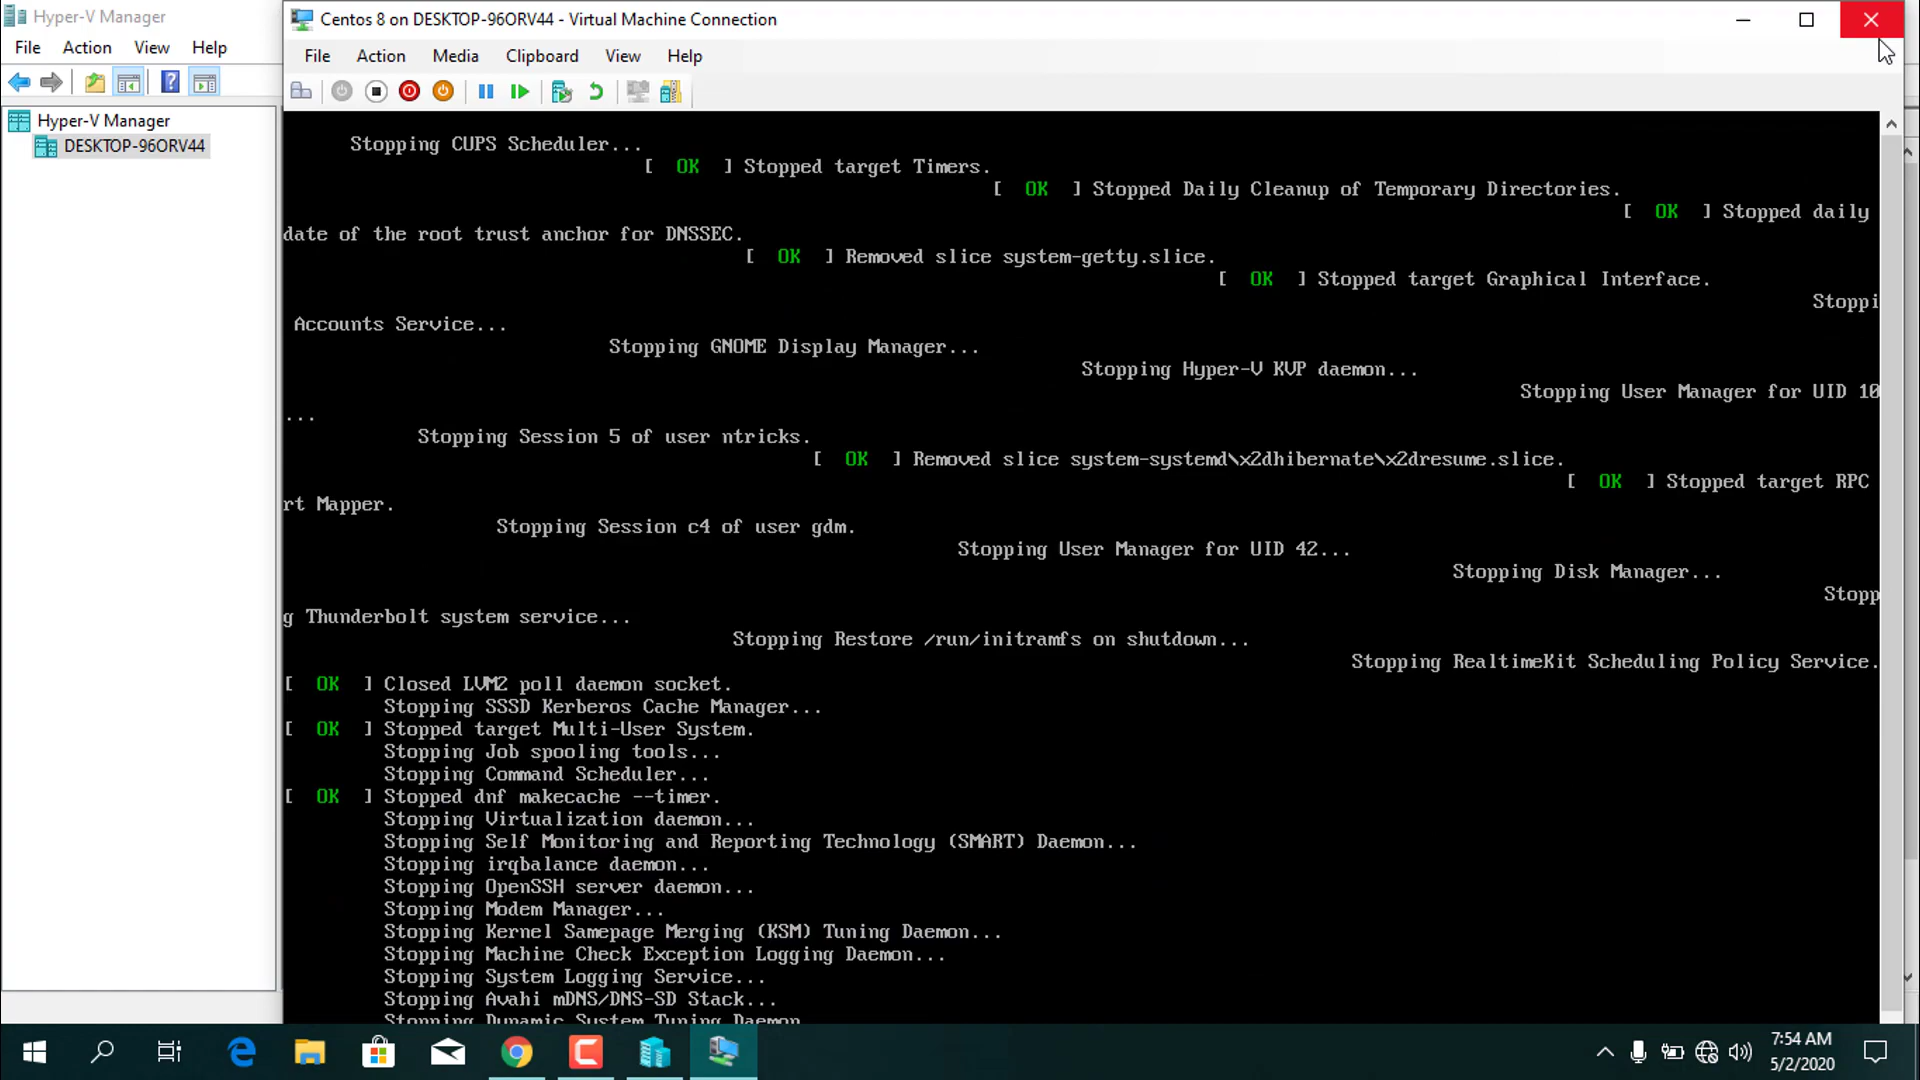 Hyper-V Manager
File Action View Help
Hyper-V Manager
DESKTOP-96ORV44
Centos 8 on DESKTOP-96ORV44 - Virtual Machine Connection
File Action Media Clipboard View Help
Stopping CUPS Scheduler...
[ OK ] Stopped target Timers.
[ OK ] Stopped Daily Cleanup of Temporary Directories.
[ OK ] Stopped daily
date of the root trust anchor for DNSSEC.
[ OK ] Removed slice system-getty.slice.
[ OK ] Stopped target Graphical Interface.
Stoppi
Accounts Service...
Stopping GNOME Display Manager...
Stopping Hyper-V KVP daemon...
Stopping User Manager for UID 10
...
Stopping Session 5 of user ntricks.
[ OK ] Removed slice system-systemd\x2dhibernate\x2dresume.slice.
[ OK ] Stopped target RPC
rt Mapper.
Stopping Session c4 of user gdm.
Stopping User Manager for UID 42...
Stopping Disk Manager...
Stopp
g Thunderbolt system service...
Stopping Restore /run/initramfs on shutdown...
Stopping RealtimeKit Scheduling Policy Service.
[ OK ] Closed LVM2 poll daemon socket.
Stopping SSSD Kerberos Cache Manager...
[ OK ] Stopped target Multi-User System.
Stopping Job spooling tools...
Stopping Command Scheduler...
[ OK ] Stopped dnf makecache --timer.
Stopping Virtualization daemon...
Stopping Self Monitoring and Reporting Technology (SMART) Daemon...
Stopping irqbalance daemon...
Stopping OpenSSH server daemon...
Stopping Modem Manager...
Stopping Kernel Samepage Merging (KSM) Tuning Daemon...
Stopping Machine Check Exception Logging Daemon...
Stopping System Logging Service...
Stopping Avahi mDNS/DNS-SD Stack...
Stopping Dynamic System Tuning Daemon
7:54 AM
5/2/2020